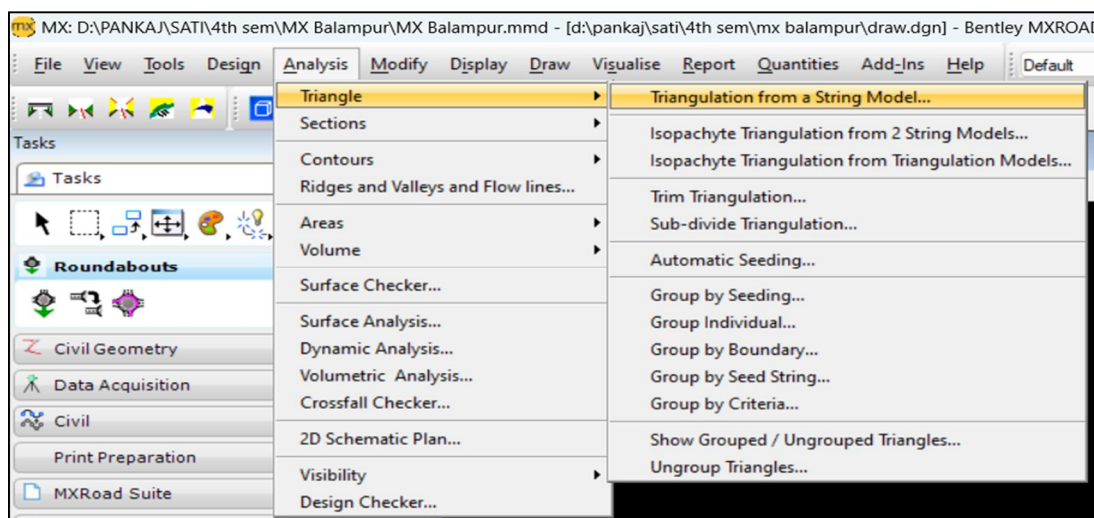 mx MX: D:\PANKAJ\SATI\4th sem\MX Balampur\MX Balampur.mmd - [d:\pankaj\sati\4th sem\mx balampur\draw.dgn] - Bentley MXROAD
File View Tools Design Analysis Modify Display Draw Visualise Report Quantities Add-Ins Help Default
Tasks
Tasks
Roundabouts
Civil Geometry
Data Acquisition
Civil
Print Preparation
MXRoad Suite
Triangle
Sections
Contours
Ridges and Valleys and Flow lines...
Areas
Volume
Surface Checker...
Surface Analysis...
Dynamic Analysis...
Volumetric Analysis...
Crossfall Checker...
2D Schematic Plan...
Visibility
Design Checker...
Triangulation from a String Model...
Isopachyte Triangulation from 2 String Models...
Isopachyte Triangulation from Triangulation Models...
Trim Triangulation...
Sub-divide Triangulation...
Automatic Seeding...
Group by Seeding...
Group Individual...
Group by Boundary...
Group by Seed String...
Group by Criteria...
Show Grouped / Ungrouped Triangles...
Ungroup Triangles...